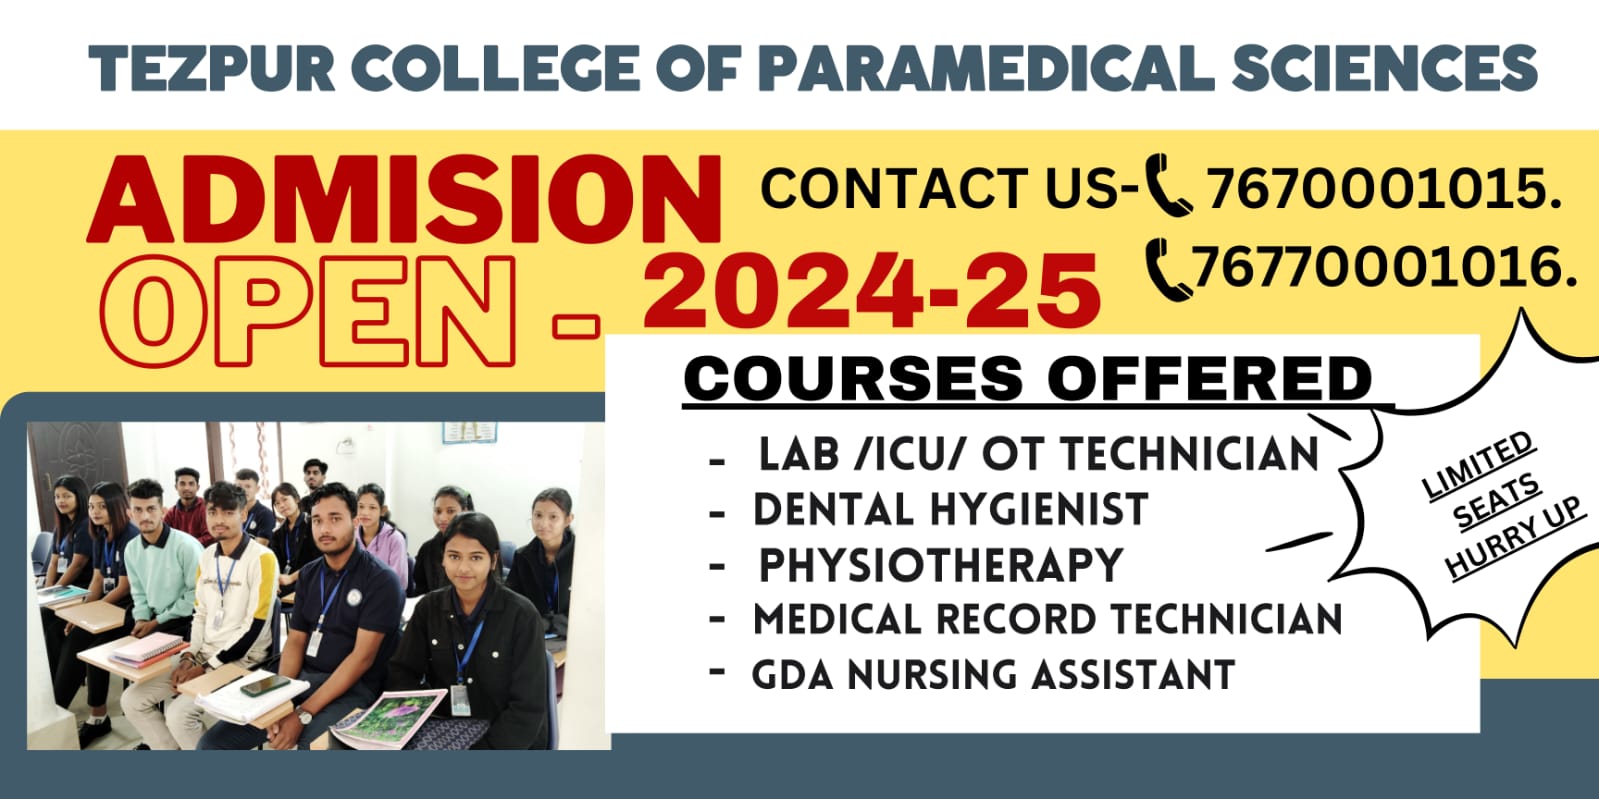 TEZPUR COLLEGE OF PARAMEDICAL SCIENCES
ADMISION
OPEN - 2024-25
CONTACT US- 7670001015.
76770001016.
COURSES OFFERED
- LAB /ICU/ OT TECHNICIAN
- DENTAL HYGIENIST
- PHYSIOTHERAPY
- MEDICAL RECORD TECHNICIAN
- GDA NURSING ASSISTANT
LIMITED
SEATS
HURRY UP